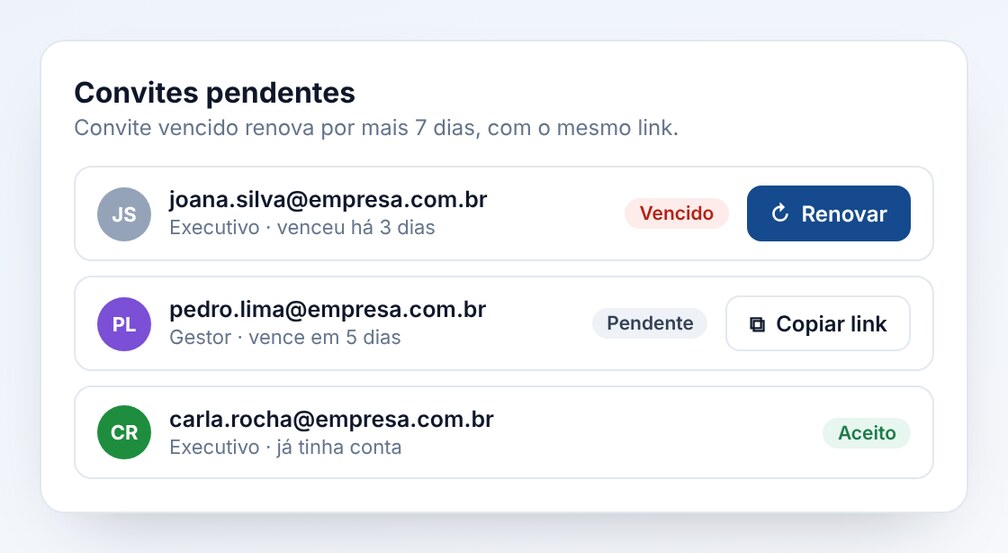 Convites pendentes
Convite vencido renova por mais 7 dias, com o mesmo link.
JS
joana.silva@empresa.com.br
Executivo · venceu há 3 dias
Vencido
↻ Renovar
PL
pedro.lima@empresa.com.br
Gestor · vence em 5 dias
Pendente
⧉ Copiar link
CR
carla.rocha@empresa.com.br
Executivo · já tinha conta
Aceito